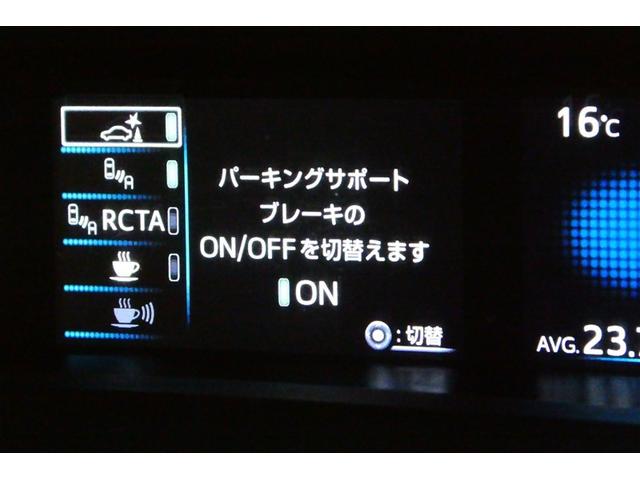 RCTA
パーキングサポート
ブレーキの
ON/OFFを切替えます
ON
:切替
16℃
AVG.23.